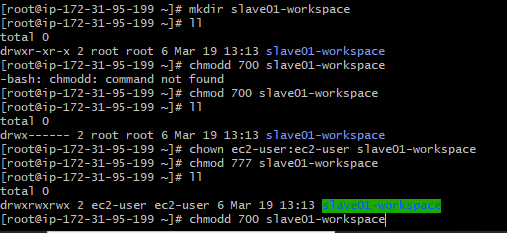 [root@ip-172-31-95-199 ~]# mkdir slave01-workspace
[root@ip-172-31-95-199 ~]# ll
total 0
drwxr-xr-x 2 root root 6 Mar 19 13:13 slave01-workspace
[root@ip-172-31-95-199 ~]# chmodd 700 slave01-workspace
-bash: chmodd: command not found
[root@ip-172-31-95-199 ~]# chmod 700 slave01-workspace
[root@ip-172-31-95-199 ~]# ll
total 0
drwx------ 2 root root 6 Mar 19 13:13 slave01-workspace
[root@ip-172-31-95-199 ~]# chown ec2-user:ec2-user slave01-workspace
[root@ip-172-31-95-199 ~]# chmod 777 slave01-workspace
[root@ip-172-31-95-199 ~]# ll
total 0
drwxrwxrwx 2 ec2-user ec2-user 6 Mar 19 13:13 slave01-workspace
[root@ip-172-31-95-199 ~]# chmodd 700 slave01-workspace